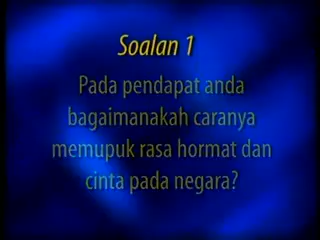 Soalan 1
Pada pendapat anda
bagaimanakah caranya
memupuk rasa hormat dan
cinta pada negara?